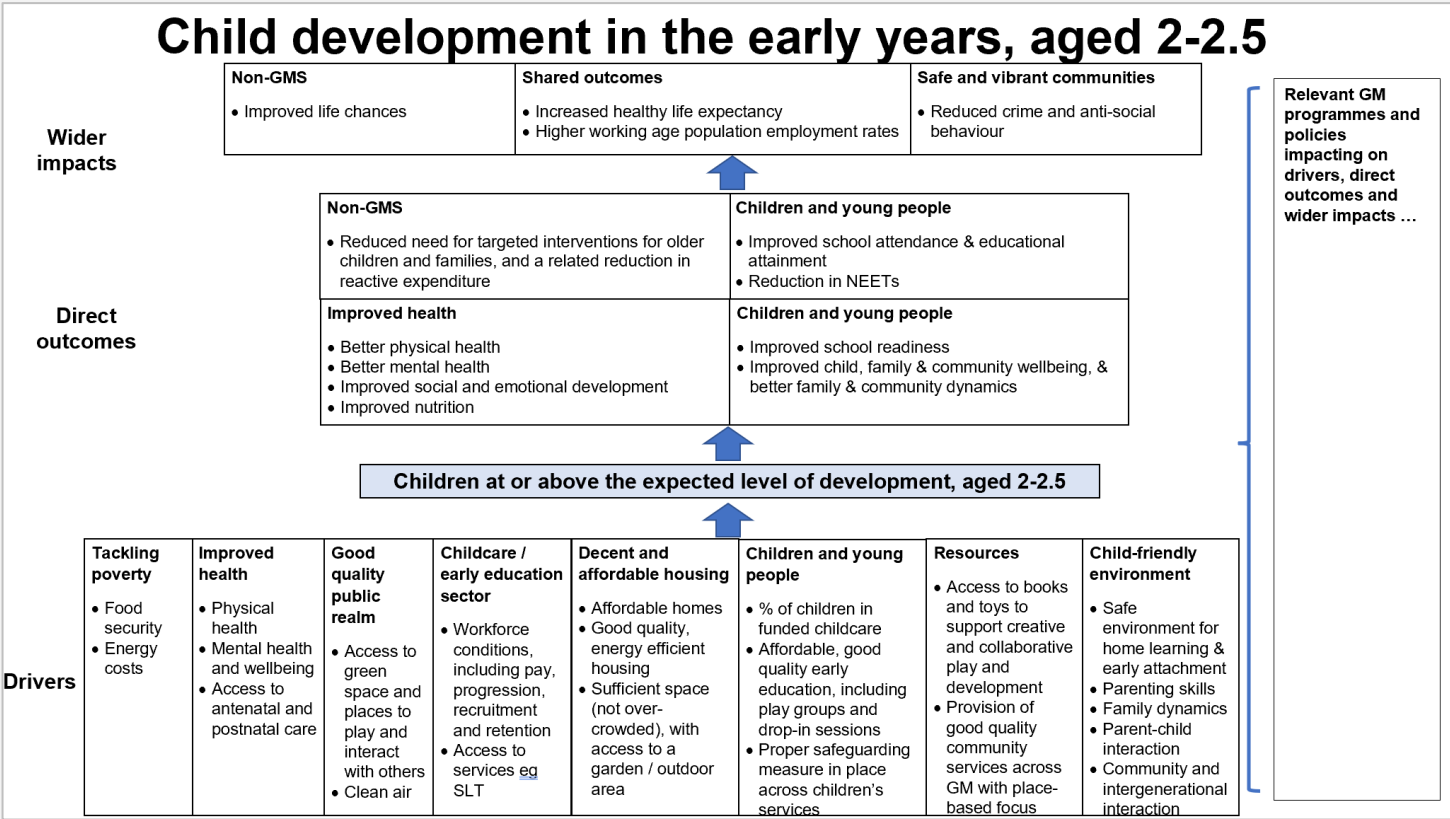 Child development in the early years, aged 2-2.5
Wider
impacts
Non-GMS
• Improved life chances
Shared outcomes
• Increased healthy life expectancy
• Higher working age population employment rates
Safe and vibrant communities
• Reduced crime and anti-social
behaviour
Relevant GM
programmes and
policies
impacting on
drivers, direct
outcomes and
wider impacts …
Direct
outcomes
Non-GMS
• Reduced need for targeted interventions for older
children and families, and a related reduction in
reactive expenditure
Children and young people
• Improved school attendance & educational
attainment
• Reduction in NEETs
Improved health
• Better physical health
• Better mental health
• Improved social and emotional development
• Improved nutrition
Children and young people
• Improved school readiness
• Improved child, family & community wellbeing, &
better family & community dynamics
Children at or above the expected level of development, aged 2-2.5
Drivers
Tackling
poverty
• Food
security
• Energy
costs
Improved
health
• Physical
health
• Mental health
and wellbeing
• Access to
antenatal and
postnatal care
Good
quality
public
realm
• Access to
green
space and
places to
play and
interact
with others
• Clean air
Childcare /
early education
sector
• Workforce
conditions,
including pay,
progression,
recruitment
and retention
• Access to
services eg
SLT
Decent and
affordable housing
• Affordable homes
• Good quality,
energy efficient
housing
• Sufficient space
(not over-
crowded), with
access to a
garden / outdoor
area
Children and young
people
• % of children in
funded childcare
• Affordable, good
quality early
education, including
play groups and
drop-in sessions
• Proper safeguarding
measure in place
across children’s
services
Resources
• Access to books
and toys to
support creative
and collaborative
play and
development
• Provision of
good quality
community
services across
GM with place-
based focus
Child-friendly
environment
• Safe
environment for
home learning &
early attachment
• Parenting skills
• Family dynamics
• Parent-child
interaction
• Community and
intergenerational
interaction